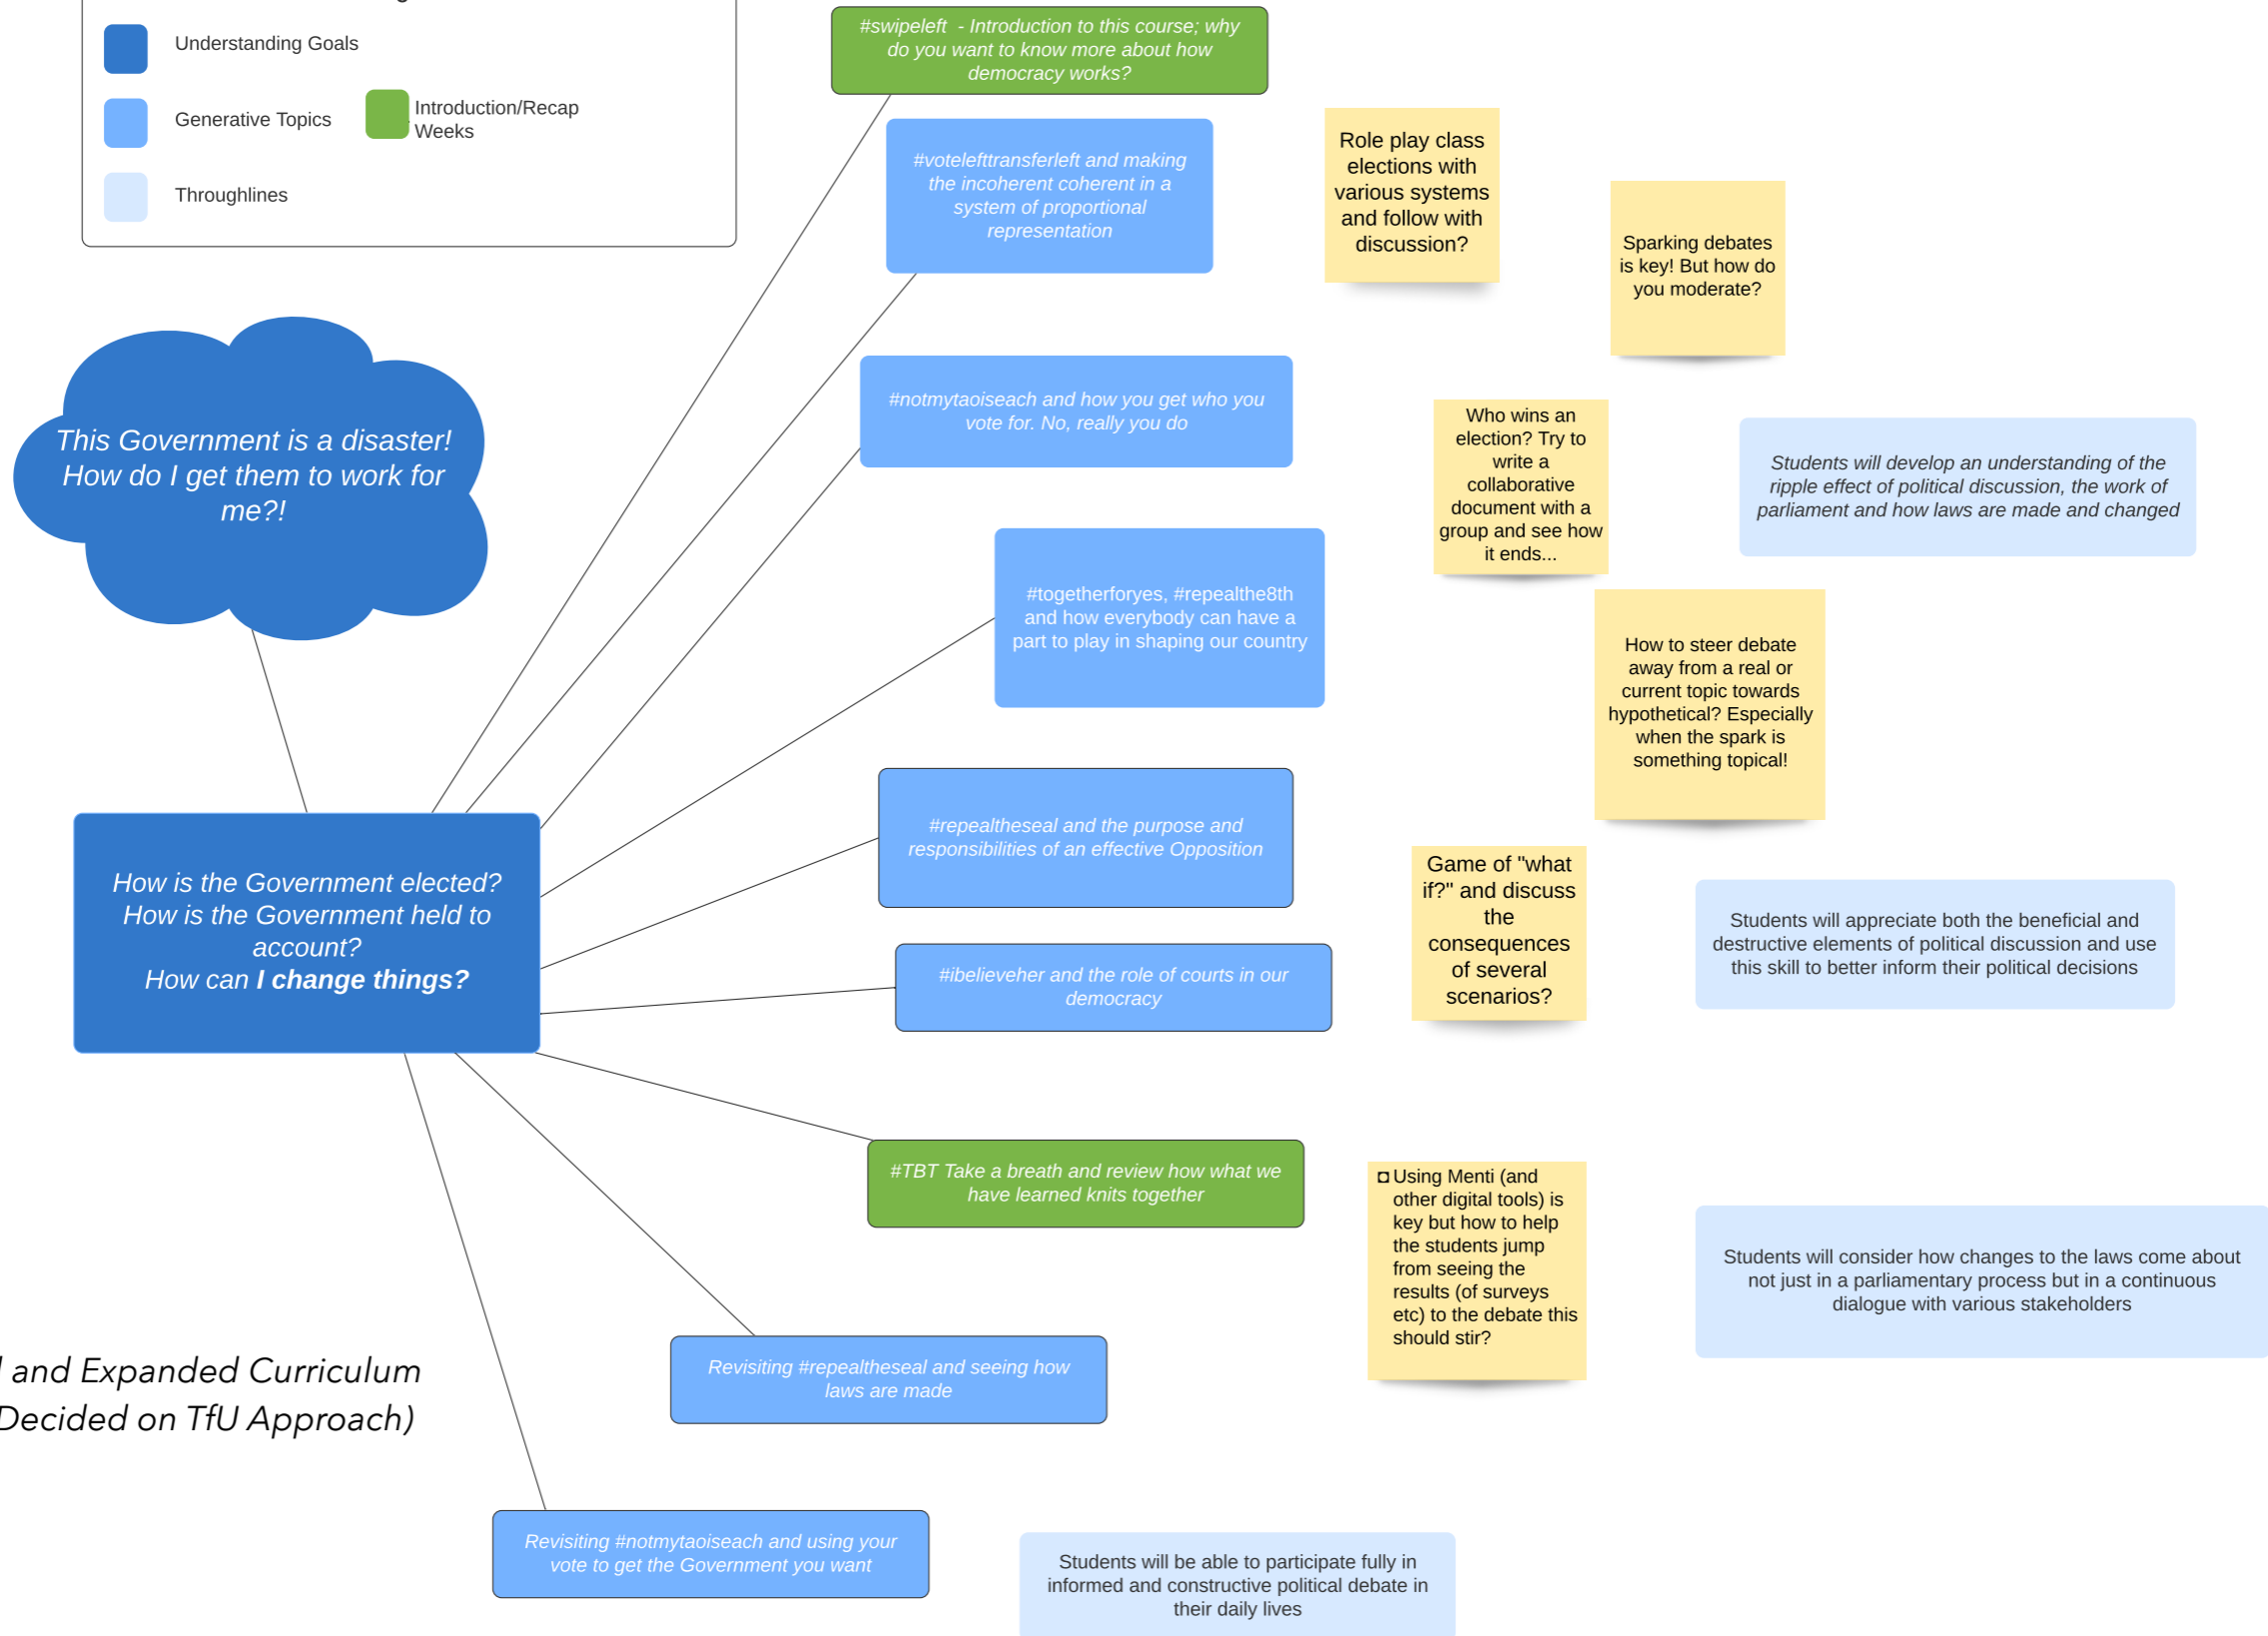 Understanding Goals
Generative Topics
Introduction/Recap
Weeks
Throughlines
#swipeleft - Introduction to this course; why
do you want to know more about how
democracy works?
#votelefttransferleft and making
the incoherent coherent in a
system of proportional
representation
Role play class
elections with
various systems
and follow with
discussion?
Sparking debates
is key! But how do
you moderate?
This Government is a disaster!
How do I get them to work for
me?!
#notmytaoiseach and how you get who you
vote for. No, really you do
Who wins an
election? Try to
write a
collaborative
document with a
group and see how
it ends...
Students will develop an understanding of the
ripple effect of political discussion, the work of
parliament and how laws are made and changed
#togetherforyes, #repealthe8th
and how everybody can have a
part to play in shaping our country
How to steer debate
away from a real or
current topic towards
hypothetical? Especially
when the spark is
something topical!
#repealtheseal and the purpose and
responsibilities of an effective Opposition
How is the Government elected?
How is the Government held to
account?
How can I change things?
Game of "what
if?" and discuss
the
consequences
of several
scenarios?
Students will appreciate both the beneficial and
destructive elements of political discussion and use
this skill to better inform their political decisions
#ibelieveher and the role of courts in our
democracy
#TBT Take a breath and review how what we
have learned knits together
Using Menti (and
other digital tools) is
key but how to help
the students jump
from seeing the
results (of surveys
etc) to the debate this
should stir?
Students will consider how changes to the laws come about
not just in a parliamentary process but in a continuous
dialogue with various stakeholders
Revisiting #repealtheseal and seeing how
laws are made
and Expanded Curriculum
Decided on TfU Approach)
Revisiting #notmytaoiseach and using your
vote to get the Government you want
Students will be able to participate fully in
informed and constructive political debate in
their daily lives